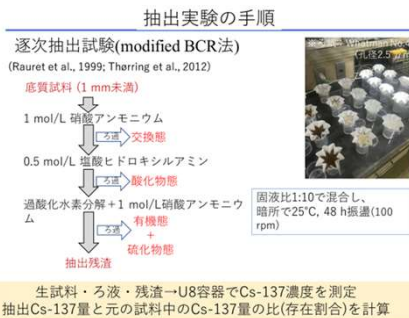 抽出実験の手順
逐次抽出試験(modified BCR法)
(Rauret et al., 1999; Thørring et al., 2012)
底質試料 (1 mm未満)
1 mol/L 硝酸アンモニウム
ろ過
交換態
0.5 mol/L 塩酸ヒドロキシルアミン
ろ過
酸化物態
過酸化水素分解+1 mol/L硝酸アンモニウ
ム
ろ過
有機態
+
硫化物態
抽出残渣
Whatman No.
(孔径2.5
固液比1:10で混合し、
暗所で25℃, 48 h振盪(100
rpm)
生試料・ろ液・残渣→U8容器でCs-137濃度を測定
抽出Cs-137量と元の試料中のCs-137量の比(存在割合)を計算